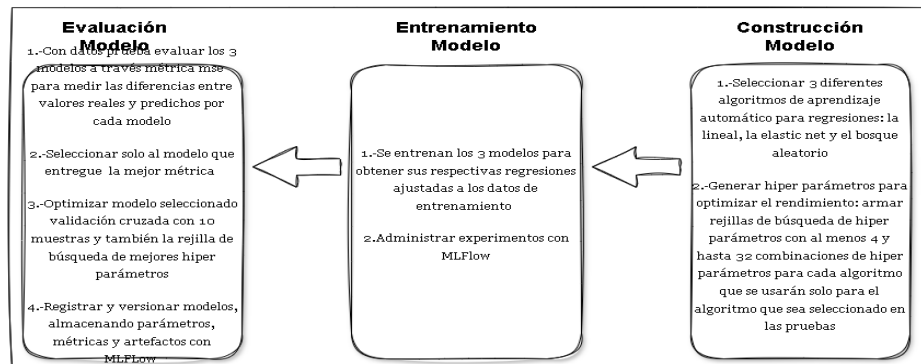 Evaluación
Modelo
1.-Con datos prueba evaluar los 3
modelos a través métrica mse
para medir las diferencias entre
valores reales y predichos por
cada modelo
2.-Seleccionar solo al modelo que
entregue la mejor métrica
3.-Optimizar modelo seleccionado
validación cruzada con 10
muestras y también la rejilla de
búsqueda de mejores hiper
parámetros
4.-Registrar y versionar modelos,
almacenando parámetros,
métricas y artefactos con
MLFLow
Entrenamiento
Modelo
1.-Se entrenan los 3 modelos para
obtener sus respectivas regresiones
ajustadas a los datos de
entrenamiento
2.Administrar experimentos con
MLFlow
Construcción
Modelo
1.-Seleccionar 3 diferentes
algoritmos de aprendizaje
automático para regresiones: la
lineal, la elastic net y el bosque
aleatorio
2.-Generar hiper parámetros para
optimizar el rendimiento: armar
rejillas de búsqueda de hiper
parámetros con al menos 4 y
hasta 32 combinaciones de hiper
parámetros para cada algoritmo
que se usarán solo para el
algoritmo que sea seleccionado
en las pruebas